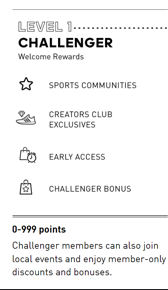 LEVEL 1
CHALLENGER
Welcome Rewards
SPORTS COMMUNITIES
CREATORS CLUB
EXCLUSIVES
EARLY ACCESS
CHALLENGER BONUS
0-999 points
Challenger members can also join
local events and enjoy member-only
discounts and bonuses.